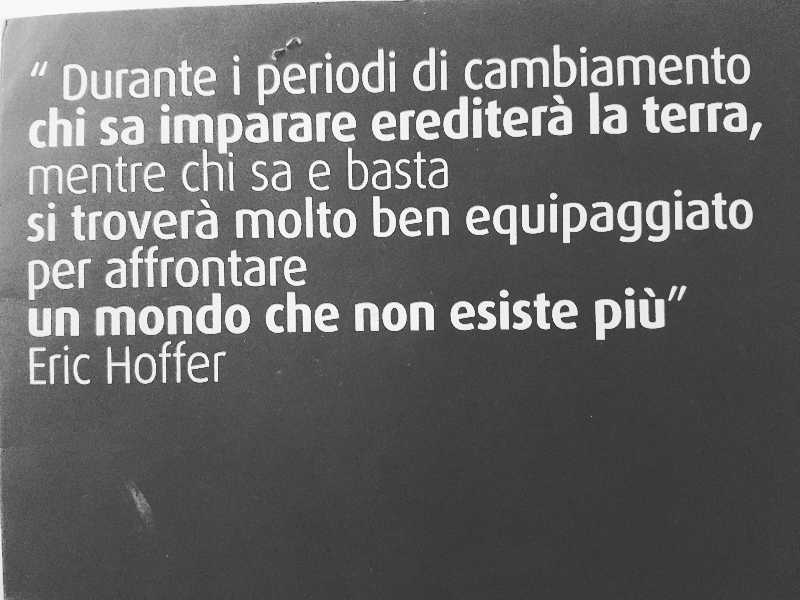 “ Durante i periodi di cambiamento
chi sa imparare erediterà la terra,
mentre chi sa e basta
si troverà molto ben equipaggiato
per affrontare
un mondo che non esiste più”
Eric Hoffer